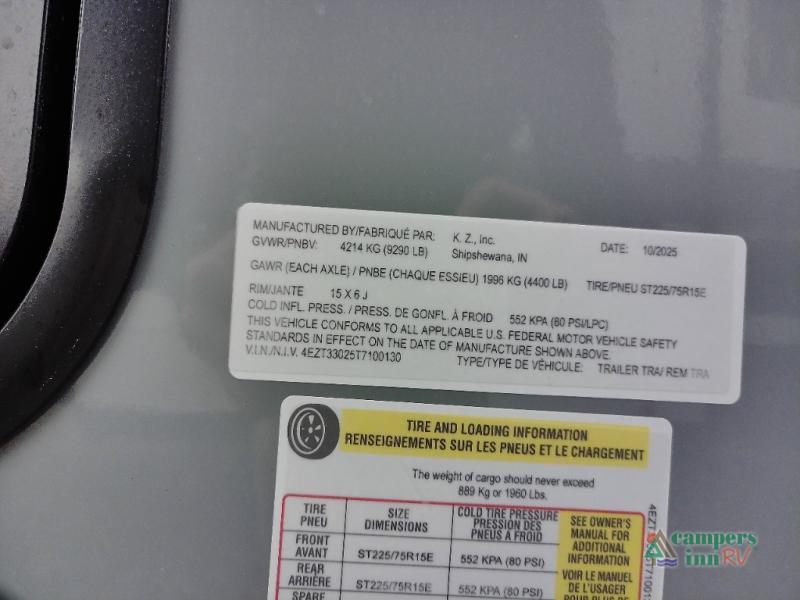 MANUFACTURED BY/FABRIQUÉ PAR: K. Z., Inc. DATE: 10/2025
GVWR/PNBV: 4214 KG (9290 LB) Shipshewana, IN
GAWR (EACH AXLE) / PNBE (CHAQUE ESSIEU) 1996 KG (4400 LB) TIRE/PNEU ST225/75R15E
RIM/JANTE 15 X 6 J
COLD INFL. PRESS. / PRESS. DE GONFL. À FROID 552 KPA (80 PSI/LPC)
THIS VEHICLE CONFORMS TO ALL APPLICABLE U.S. FEDERAL MOTOR VEHICLE SAFETY
STANDARDS IN EFFECT ON THE DATE OF MANUFACTURE SHOWN ABOVE.
V.I.N./N.I.V. 4EZT33025T7100130 TYPE/TYPE DE VÉHICULE: TRAILER TRA/ REM TRA
TIRE AND LOADING INFORMATION
RENSEIGNEMENTS SUR LES PNEUS ET LE CHARGEMENT
The weight of cargo should never exceed
889 Kg or 1960 Lbs.
TIRE
PNEU
SIZE
DIMENSIONS
COLD TIRE PRESSURE
PRESSION DES
PNEUS A FROID
SEE OWNER'S
MANUAL FOR
ADDITIONAL
INFORMATION
FRONT
AVANT
ST225/75R15E
552 KPA (80 PSI)
REAR
ARRIÈRE
ST225/75R15E
552 KPA (80 PSI)
VOIR LE MANUEL
DE L'USAGER
POUR PLUS DE
SPARE
campers
inn RV